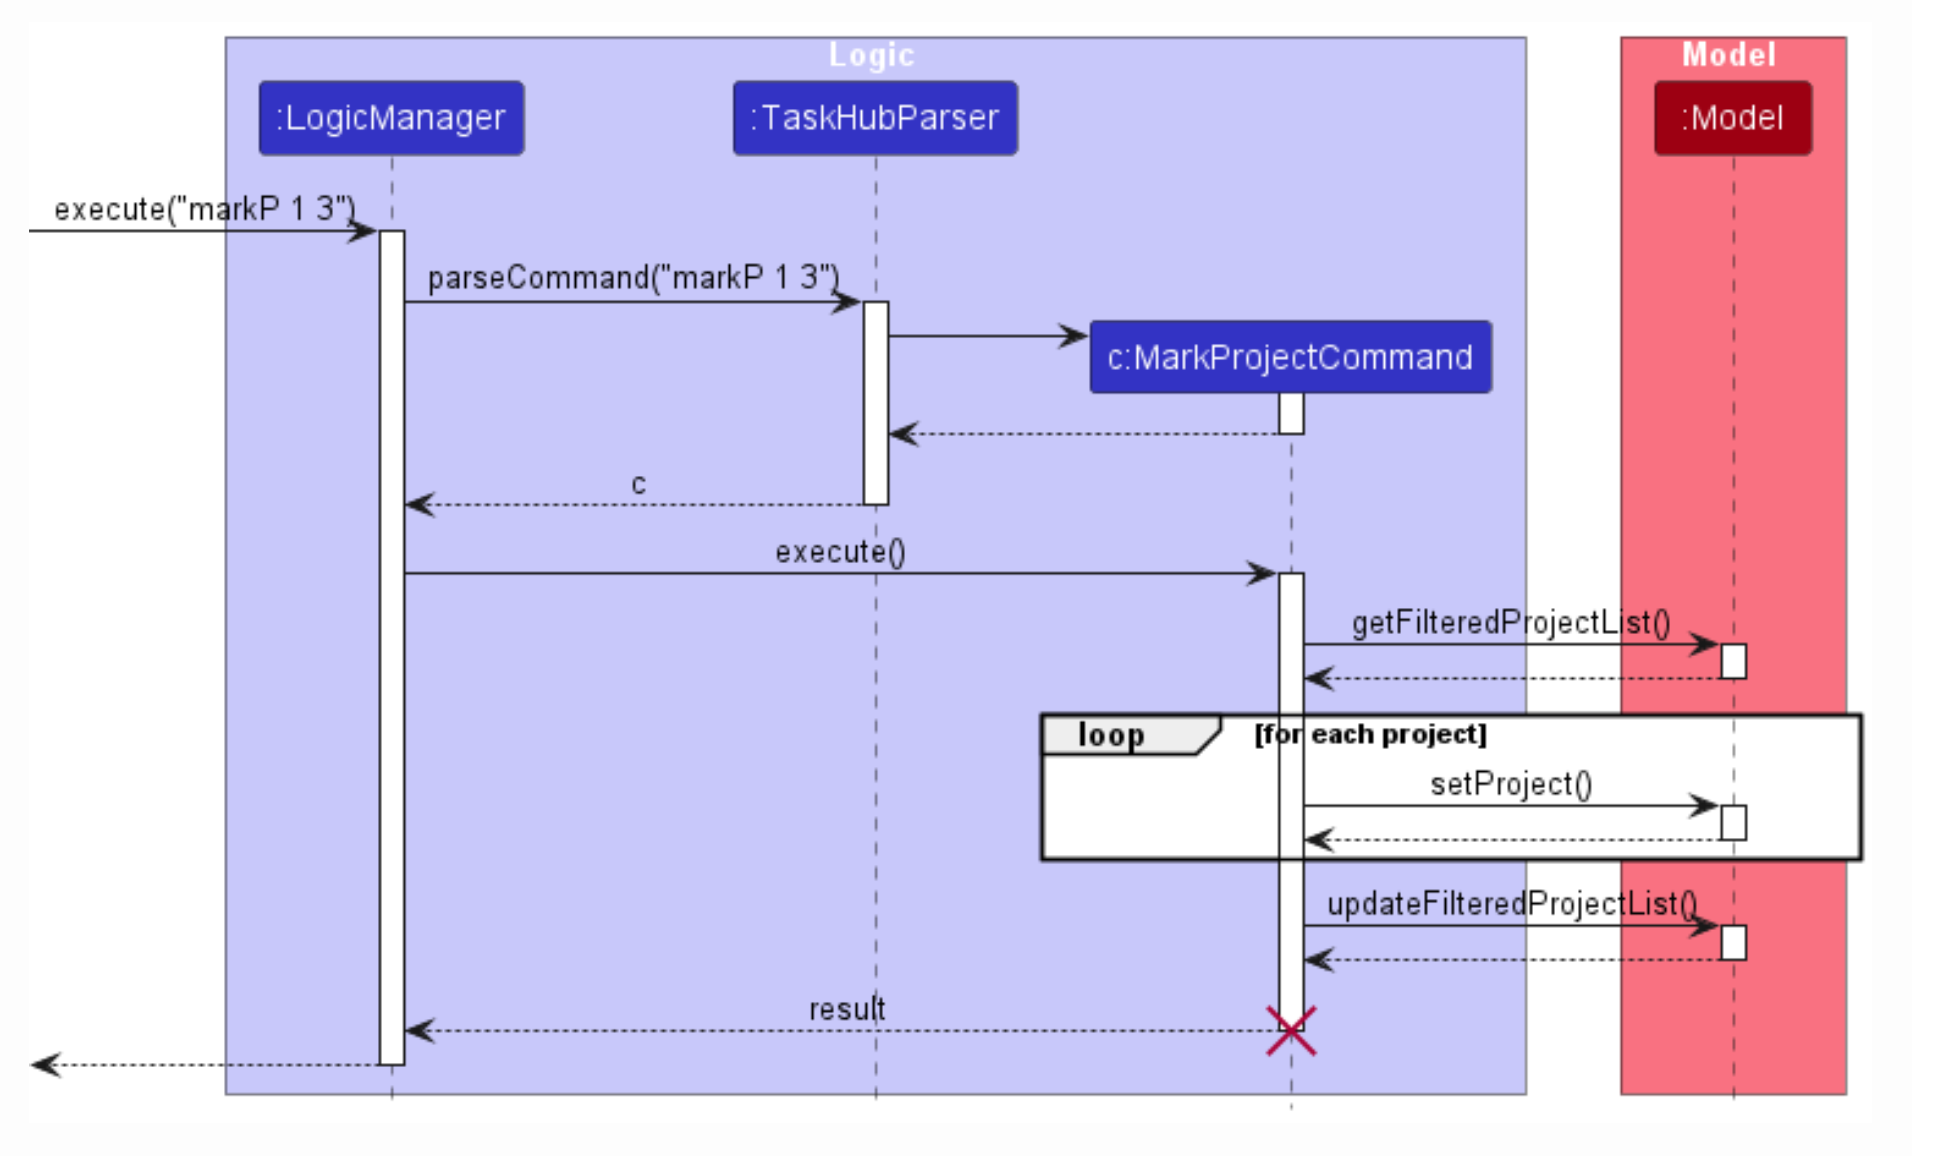 Logic
Model
:LogicManager
:TaskHubParser
:Model
execute("markP 1 3")
parseCommand("markP 1 3")
c:MarkProjectCommand
c
execute()
getFilteredProjectList()
loop
[for each project]
setProject()
updateFilteredProjectList()
result